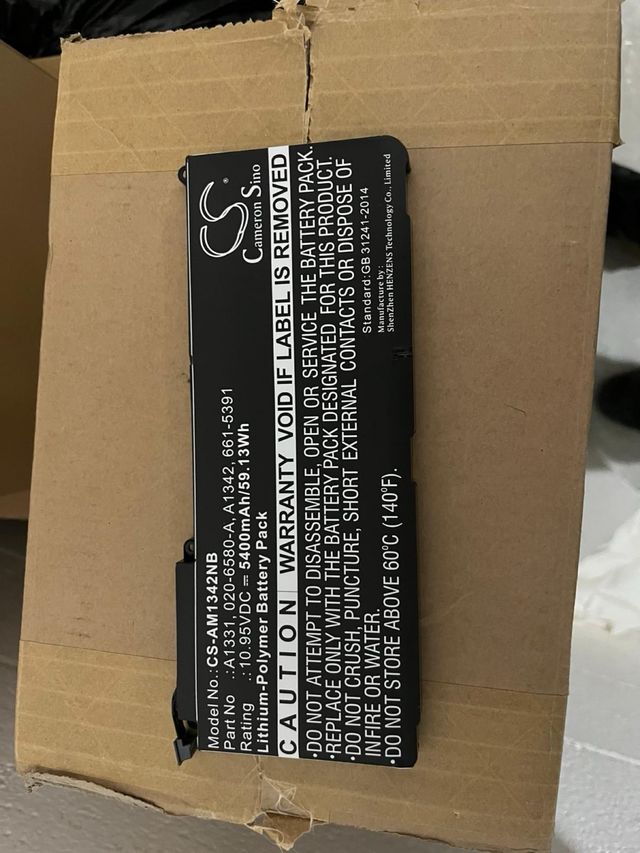 CS®
Cameron Sino
Model No.:CS-AM1342NB
Part No .:A1331, 020-6580-A, A1342, 661-5391
Rating .:10.95VDC ⎓ 5400mAh/59.13Wh
Lithium-Polymer Battery Pack
CAUTION WARRANTY VOID IF LABEL IS REMOVED
·DO NOT ATTEMPT TO DISASSEMBLE, OPEN OR SERVICE THE BATTERY PACK.
·REPLACE ONLY WITH THE BATTERY PACK DESIGNATED FOR THIS PRODUCT.
·DO NOT CRUSH, PUNCTURE, SHORT EXTERNAL CONTACTS OR DISPOSE OF
INFIRE OR WATER.
·DO NOT STORE ABOVE 60°C (140°F).
Standard:GB 31241-2014
Manufacture by:
ShenZhen HENZENS Technology Co., Limited